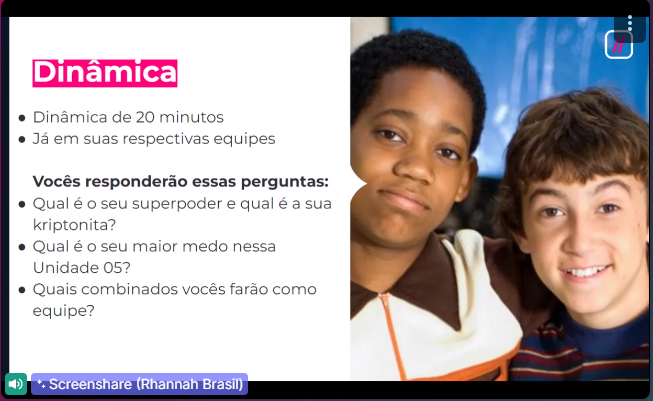 Dinâmica
● Dinâmica de 20 minutos
● Já em suas respectivas equipes
Vocês responderão essas perguntas:
● Qual é o seu superpoder e qual é a sua
kriptonita?
● Qual é o seu maior medo nessa
Unidade 05?
● Quais combinados vocês farão como
equipe?
Screenshare (Rhannah Brasil)